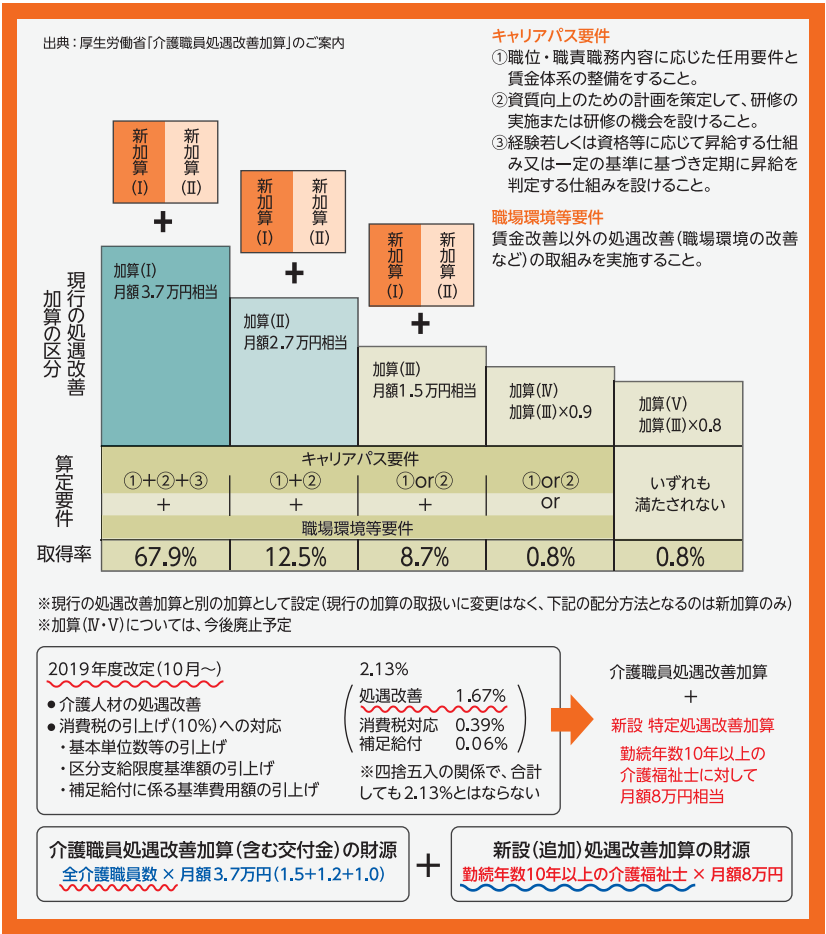 出典：厚生労働省「介護職員処遇改善加算」のご案内
キャリアパス要件
①職位・職責職務内容に応じた任用要件と
賃金体系の整備をすること。
②資質向上のための計画を策定して、研修の
実施または研修の機会を設けること。
③経験若しくは資格等に応じて昇給する仕組
み又は一定の基準に基づき定期に昇給を
判定する仕組みを設けること。
職場環境等要件
賃金改善以外の処遇改善（職場環境の改善
など）の取組みを実施すること。
新加算(Ⅰ)
新加算(Ⅱ)
+
新加算(Ⅰ)
新加算(Ⅱ)
+
新加算(Ⅰ)
新加算(Ⅱ)
+
現行の処遇改善
加算の区分
加算(Ⅰ)
月額3.7万円相当
加算(Ⅱ)
月額2.7万円相当
加算(Ⅲ)
月額1.5万円相当
加算(Ⅳ)
加算(Ⅲ)×0.9
加算(Ⅴ)
加算(Ⅲ)×0.8
算定要件
キャリアパス要件
①+②+③ ①+② ①or② ①or②
+ + + or
職場環境等要件
いずれも
満たされない
取得率 67.9% 12.5% 8.7% 0.8% 0.8%
※現行の処遇改善加算と別の加算として設定（現行の加算の取扱いに変更はなく、下記の配分方法となるのは新加算のみ）
※加算(Ⅳ・Ⅴ)については、今後廃止予定
2019年度改定（10月〜）
●介護人材の処遇改善
●消費税の引上げ（10%）への対応
・基本単位数等の引上げ
・区分支給限度基準額の引上げ
・補足給付に係る基準費用額の引上げ
2.13%
処遇改善 1.67%
消費税対応 0.39%
補足給付 0.06%
※四捨五入の関係で、合計
しても2.13%とはならない
介護職員処遇改善加算
+
新設 特定処遇改善加算
勤続年数10年以上の
介護福祉士に対して
月額8万円相当
介護職員処遇改善加算（含む交付金）の財源
全介護職員数 × 月額3.7万円（1.5+1.2+1.0）
+
新設（追加）処遇改善加算の財源
勤続年数10年以上の介護福祉士 × 月額8万円